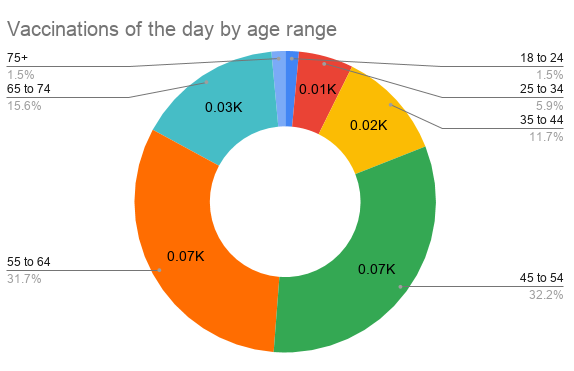 Vaccinations of the day by age range
75+
1.5%
65 to 74
15.6%
55 to 64
31.7%
18 to 24
1.5%
25 to 34
5.9%
35 to 44
11.7%
45 to 54
32.2%
0.01K
0.02K
0.03K
0.07K
0.07K